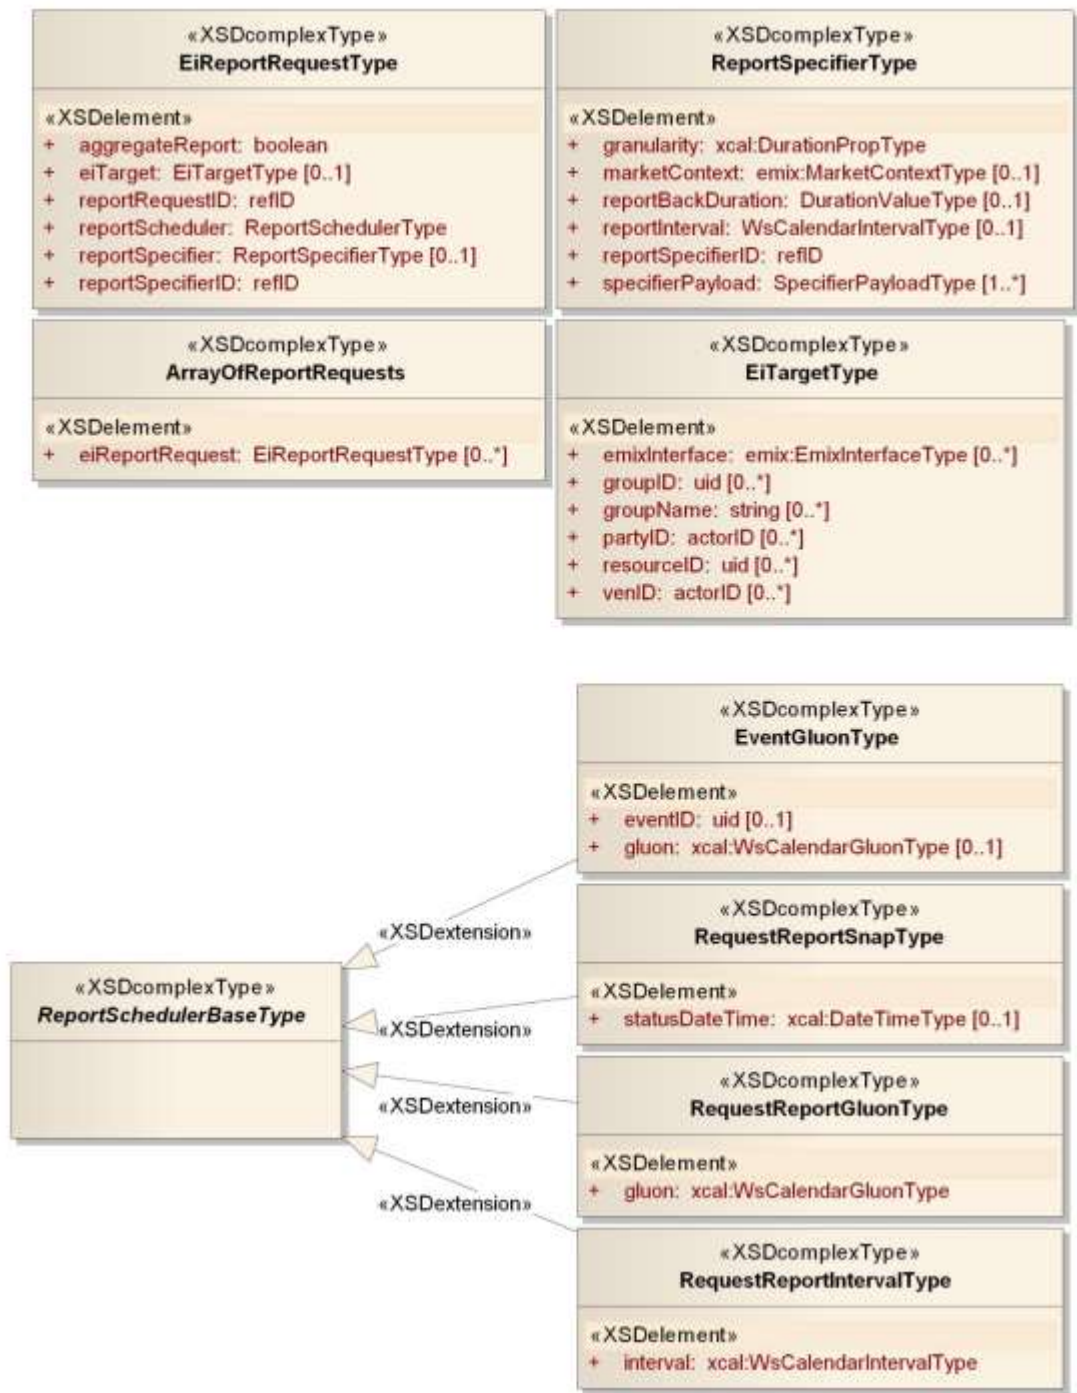 «XSDcomplexType»
EiReportRequestType
«XSDelement»
+ aggregateReport: boolean
+ eiTarget: EiTargetType [0..1]
+ reportRequestID: refID
+ reportScheduler: ReportSchedulerType
+ reportSpecifier: ReportSpecifierType [0..1]
+ reportSpecifierID: refID
«XSDcomplexType»
ReportSpecifierType
«XSDelement»
+ granularity: xcal:DurationPropType
+ marketContext: emix:MarketContextType [0..1]
+ reportBackDuration: DurationValueType [0..1]
+ reportInterval: WsCalendarIntervalType [0..1]
+ reportSpecifierID: refID
+ specifierPayload: SpecifierPayloadType [1..*]
«XSDcomplexType»
ArrayOfReportRequests
«XSDelement»
+ eiReportRequest: EiReportRequestType [0..*]
«XSDcomplexType»
EiTargetType
«XSDelement»
+ emixInterface: emix:EmixInterfaceType [0..*]
+ groupID: uid [0..*]
+ groupName: string [0..*]
+ partyID: actorID [0..*]
+ resourceID: uid [0..*]
+ venID: actorID [0..*]
«XSDcomplexType»
EventGluonType
«XSDelement»
+ eventID: uid [0..1]
+ gluon: xcal:WsCalendarGluonType [0..1]
«XSDextension»
«XSDcomplexType»
RequestReportSnapType
«XSDelement»
+ statusDateTime: xcal:DateTimeType [0..1]
«XSDextension»
«XSDcomplexType»
ReportSchedulerBaseType
«XSDcomplexType»
RequestReportGluonType
«XSDelement»
+ gluon: xcal:WsCalendarGluonType
«XSDextension»
«XSDcomplexType»
RequestReportIntervalType
«XSDelement»
+ interval: xcal:WsCalendarIntervalType
«XSDextension»